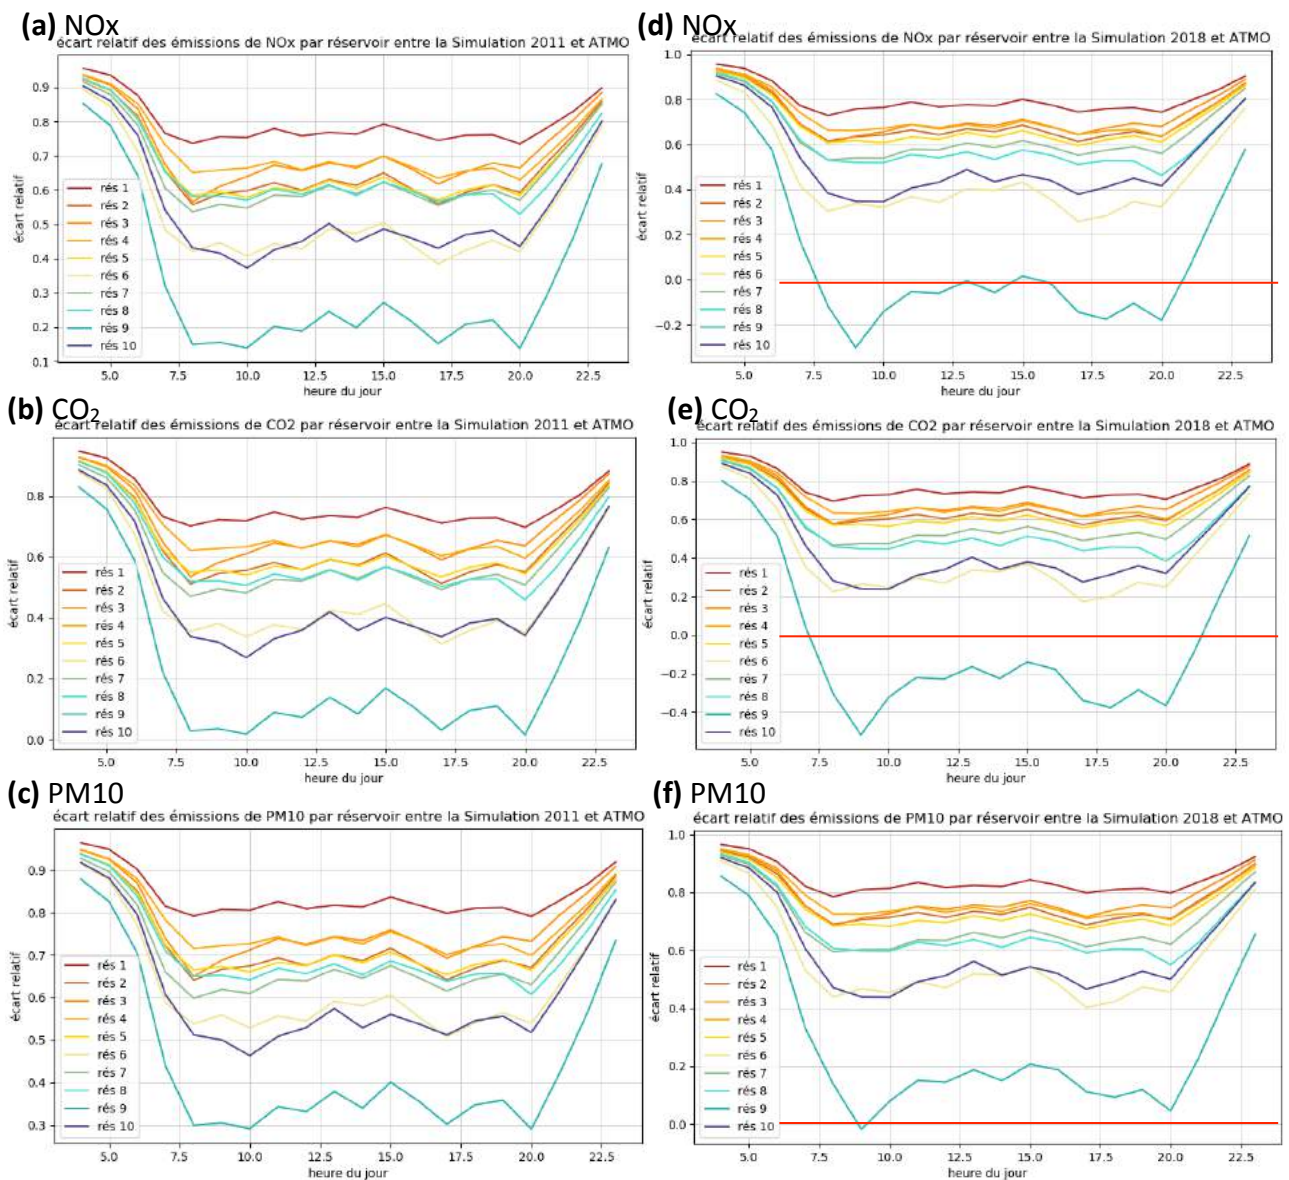 (a) NOx
écart relatif des émissions de NOx par réservoir entre la Simulation 2011 et ATMO
0.9
0.8
0.7
0.6
0.5
0.4
0.3
0.2
0.1
écart relatif
rés 1
rés 2
rés 3
rés 4
rés 5
rés 6
rés 7
rés 8
rés 9
rés 10
5.0 7.5 10.0 12.5 15.0 17.5 20.0 22.5
heure du jour
(d) NOx
écart relatif des émissions de NOx par réservoir entre la Simulation 2018 et ATMO
1.0
0.8
0.6
0.4
0.2
0.0
−0.2
écart relatif
rés 1
rés 2
rés 3
rés 4
rés 5
rés 6
rés 7
rés 8
rés 9
rés 10
5.0 7.5 10.0 12.5 15.0 17.5 20.0 22.5
heure du jour
(b) CO2
écart relatif des émissions de CO2 par réservoir entre la Simulation 2011 et ATMO
0.8
0.6
0.4
0.2
0.0
écart relatif
rés 1
rés 2
rés 3
rés 4
rés 5
rés 6
rés 7
rés 8
rés 9
rés 10
5.0 7.5 10.0 12.5 15.0 17.5 20.0 22.5
heure du jour
(e) CO2
écart relatif des émissions de CO2 par réservoir entre la Simulation 2018 et ATMO
1.0
0.8
0.6
0.4
0.2
0.0
−0.2
−0.4
écart relatif
rés 1
rés 2
rés 3
rés 4
rés 5
rés 6
rés 7
rés 8
rés 9
rés 10
5.0 7.5 10.0 12.5 15.0 17.5 20.0 22.5
heure du jour
(c) PM10
écart relatif des émissions de PM10 par réservoir entre la Simulation 2011 et ATMO
0.9
0.8
0.7
0.6
0.5
0.4
0.3
écart relatif
rés 1
rés 2
rés 3
rés 4
rés 5
rés 6
rés 7
rés 8
rés 9
rés 10
5.0 7.5 10.0 12.5 15.0 17.5 20.0 22.5
heure du jour
(f) PM10
écart relatif des émissions de PM10 par réservoir entre la Simulation 2018 et ATMO
1.0
0.8
0.6
0.4
0.2
0.0
écart relatif
rés 1
rés 2
rés 3
rés 4
rés 5
rés 6
rés 7
rés 8
rés 9
rés 10
5.0 7.5 10.0 12.5 15.0 17.5 20.0 22.5
heure du jour